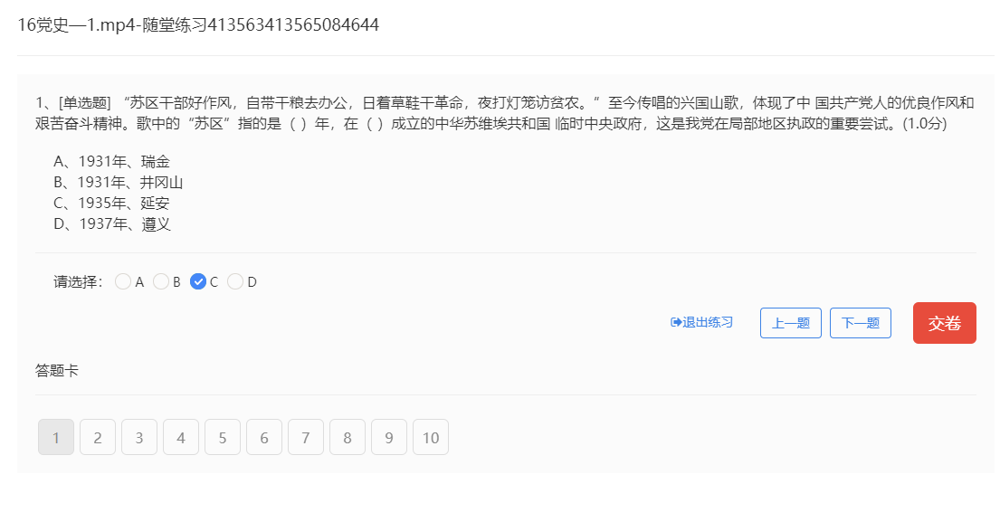 16党史—1.mp4-随堂练习413563413565084644
1、[单选题] “苏区干部好作风，自带干粮去办公，日着草鞋干革命，夜打灯笼访贫农。”至今传唱的兴国山歌，体现了中 国共产党人的优良作风和
艰苦奋斗精神。歌中的“苏区”指的是（ ）年，在（ ）成立的中华苏维埃共和国 临时中央政府，这是我党在局部地区执政的重要尝试。(1.0分)
A、1931年、瑞金
B、1931年、井冈山
C、1935年、延安
D、1937年、遵义
请选择： A B C D
退出练习 上一题 下一题 交卷
答题卡
1 2 3 4 5 6 7 8 9 10